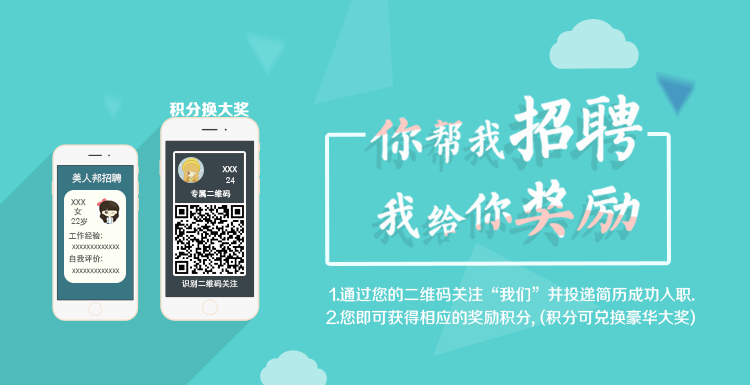 积分换大奖
美人邦招聘
XXX
女
22岁
工作经验:
xxxxxxxxxxxxx
自我评价:
xxxxxxxxxxxxx
XXX
24
专属二维码
识别二维码关注
你帮我招聘
我给你奖励
1.通过您的二维码关注“我们”并投递简历成功入职.
2.您即可获得相应的奖励积分, (积分可兑换豪华大奖)